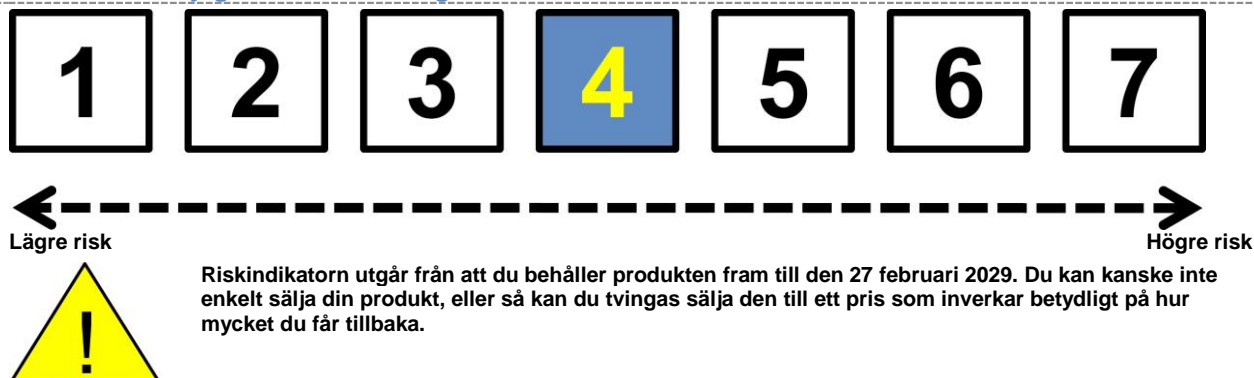 1 2 3 4 5 6 7
Lägre risk Högre risk
Riskindikatorn utgår från att du behåller produkten fram till den 27 februari 2029. Du kan kanske inte
enkelt sälja din produkt, eller så kan du tvingas sälja den till ett pris som inverkar betydligt på hur
mycket du får tillbaka.
!